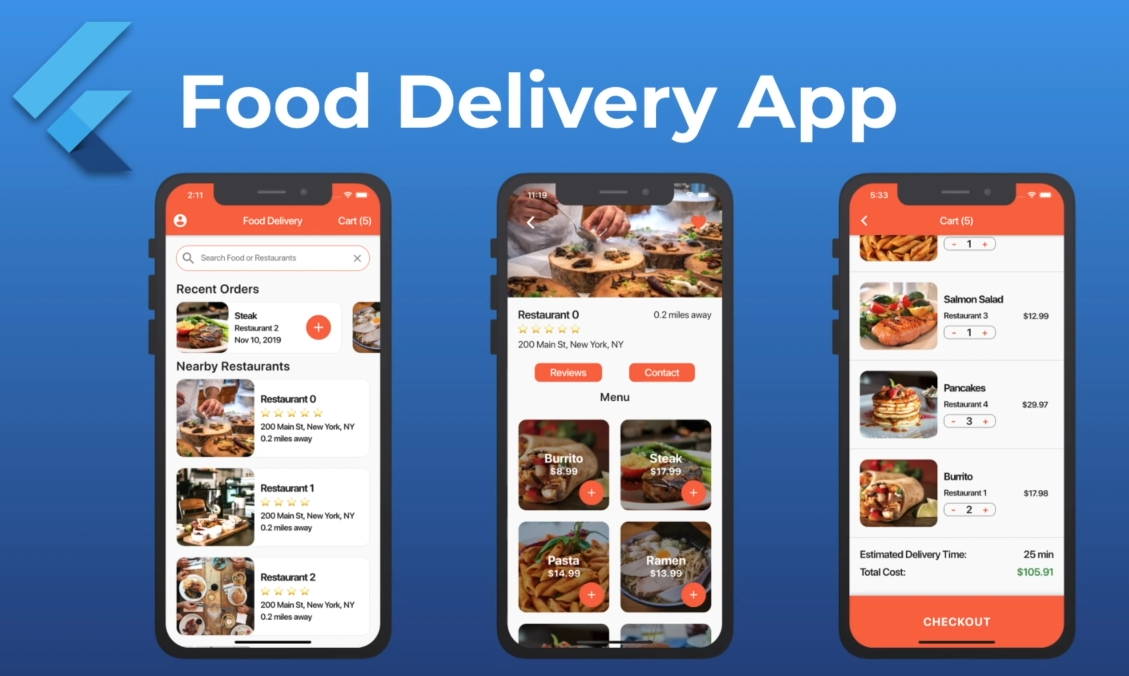 Food Delivery App
2:11
Food Delivery
Cart (5)
Search Food or Restaurants
Recent Orders
Steak
Restaurant 2
Nov 10, 2019
+
Nearby Restaurants
Restaurant 0
200 Main St, New York, NY
0.2 miles away
Restaurant 1
200 Main St, New York, NY
0.2 miles away
Restaurant 2
200 Main St, New York, NY
0.2 miles away
11:19
Restaurant 0
0.2 miles away
200 Main St, New York, NY
Reviews
Contact
Menu
Burrito
$8.99
+
Steak
$17.99
+
Pasta
$14.99
+
Ramen
$13.99
+
5:33
Cart (5)
- 1 +
Salmon Salad
Restaurant 3
$12.99
- 1 +
Pancakes
Restaurant 4
$29.97
- 3 +
Burrito
Restaurant 1
$17.98
- 2 +
Estimated Delivery Time: 25 min
Total Cost: $105.91
CHECKOUT